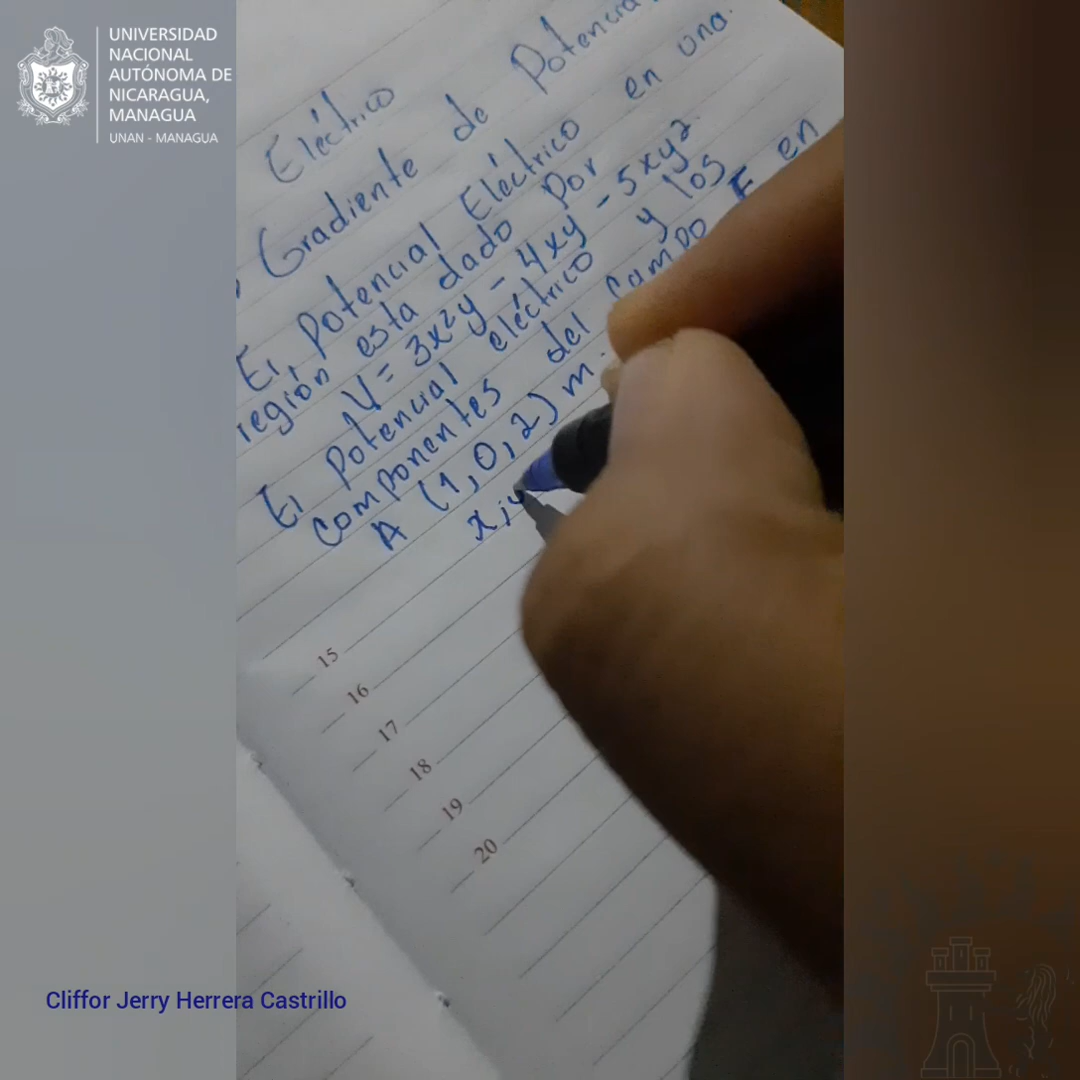 UNIVERSIDAD
NACIONAL
AUTÓNOMA DE
NICARAGUA,
MANAGUA
UNAN - MANAGUA
Eléctrico
Gradiente de Potencial
El Potencial Eléctrico en una
región esta dado por
V = 3x²y - 4xy - 5xy².
El Potencial eléctrico y los
componentes del campo E en
A (1, 0, 2) m.
x, y
15
16
17
18
19
20
Cliffor Jerry Herrera Castrillo